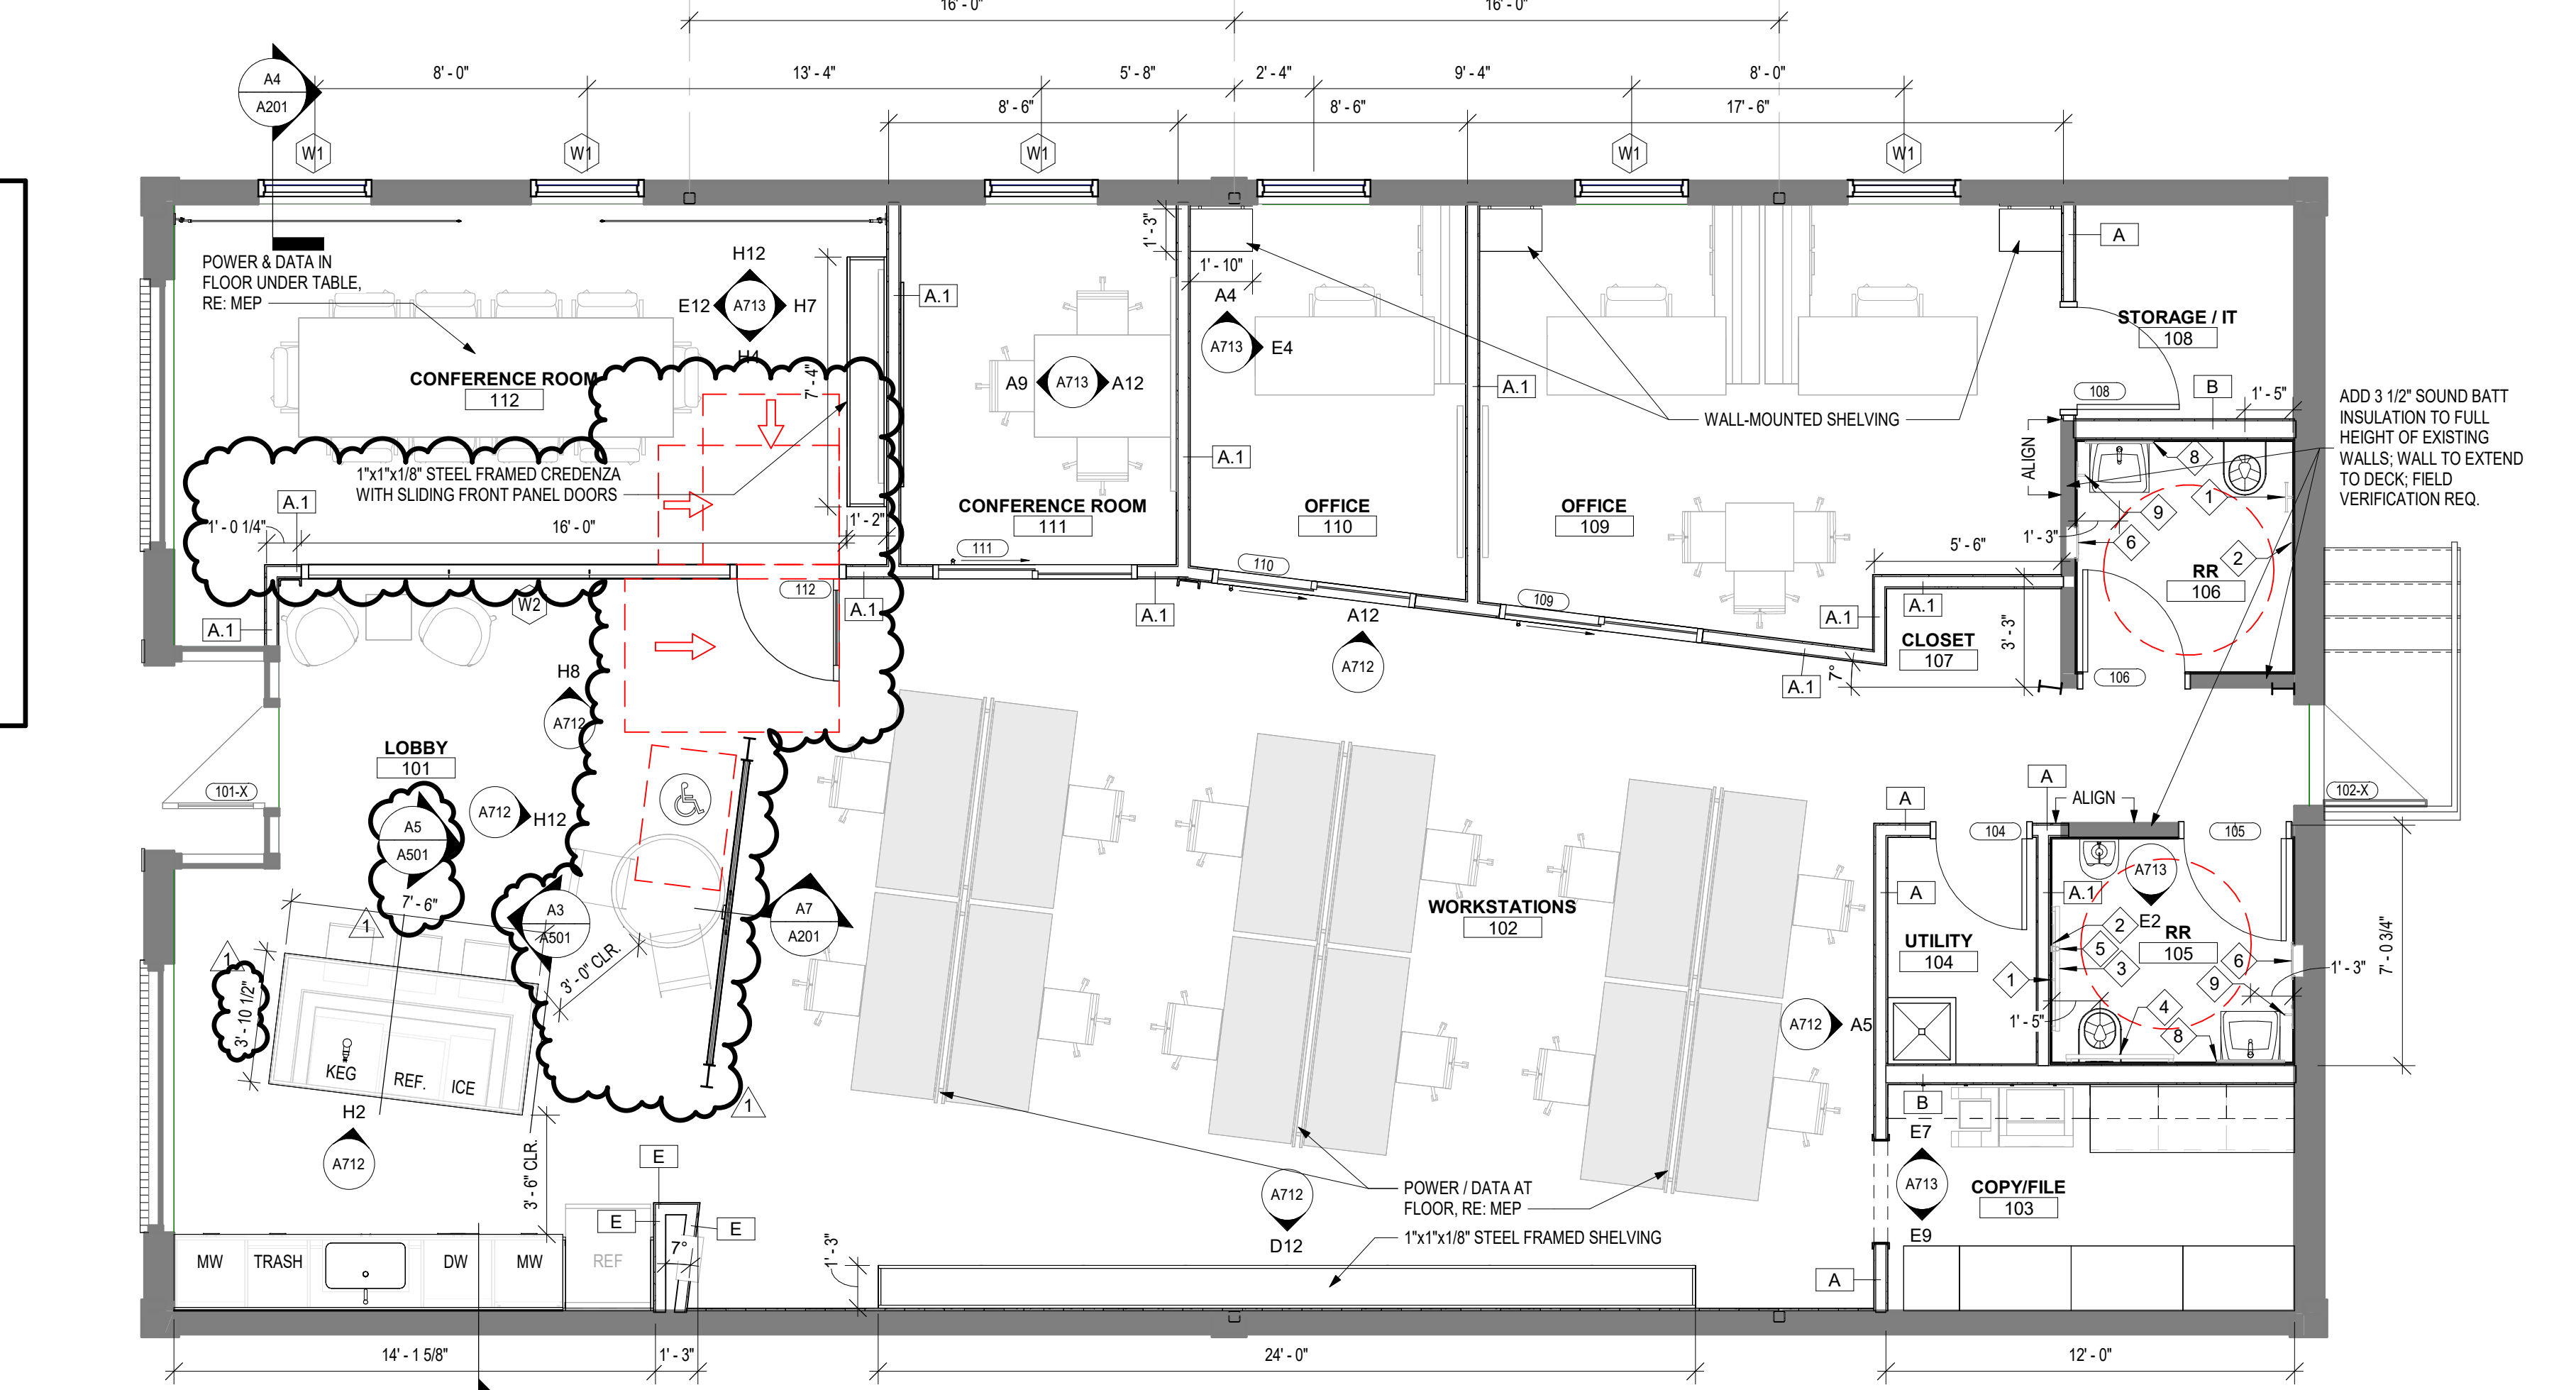 16' - 0"
16' - 0"
8' - 0"
13' - 4"
5' - 8"
2' - 4"
9' - 4"
8' - 0"
A4
A201
8' - 6"
8' - 6"
17' - 6"
W1
W1
W1
W1
W1
POWER & DATA IN
FLOOR UNDER TABLE,
RE: MEP
H12
E12
A713
H7
H4
CONFERENCE ROOM
112
7' - 4"
1"x1"x1/8" STEEL FRAMED CREDENZA
WITH SLIDING FRONT PANEL DOORS
A.1
1' - 0 1/4"
16' - 0"
1' - 2"
A.1
A9
A713
A12
CONFERENCE ROOM
111
111
A.1
1' - 3"
1' - 10"
A4
A713
E4
A.1
OFFICE
110
110
A.1
OFFICE
109
109
WALL-MOUNTED SHELVING
A
STORAGE / IT
108
108
B
1' - 5"
ALIGN
ADD 3 1/2" SOUND BATT
INSULATION TO FULL
HEIGHT OF EXISTING
WALLS; WALL TO EXTEND
TO DECK; FIELD
VERIFICATION REQ.
8
1
9
1' - 3"
6
2
RR
106
106
5' - 6"
A.1
A.1
CLOSET
107
3' - 3"
A.1
7°
112
A.1
W2
A.1
A12
A712
H8
A712
LOBBY
101
101-X
A712
H12
A5
A501
A3
A501
7' - 6"
1
1
3' - 10 1/2"
3' - 0" CLR.
A7
A201
1
KEG
REF.
ICE
H2
A712
3' - 6" CLR.
WORKSTATIONS
102
A712
A5
A
A
ALIGN
104
105
102-X
A
A.1
A713
E2
UTILITY
104
2
5
3
1
RR
105
6
9
1' - 3"
7' - 0 3/4"
1' - 5"
4
8
B
E7
A713
E9
COPY/FILE
103
A
E
E
E
7°
MW
TRASH
DW
MW
REF
A712
D12
POWER / DATA AT
FLOOR, RE: MEP
1"x1"x1/8" STEEL FRAMED SHELVING
1' - 3"
14' - 1 5/8"
1' - 3"
24' - 0"
12' - 0"